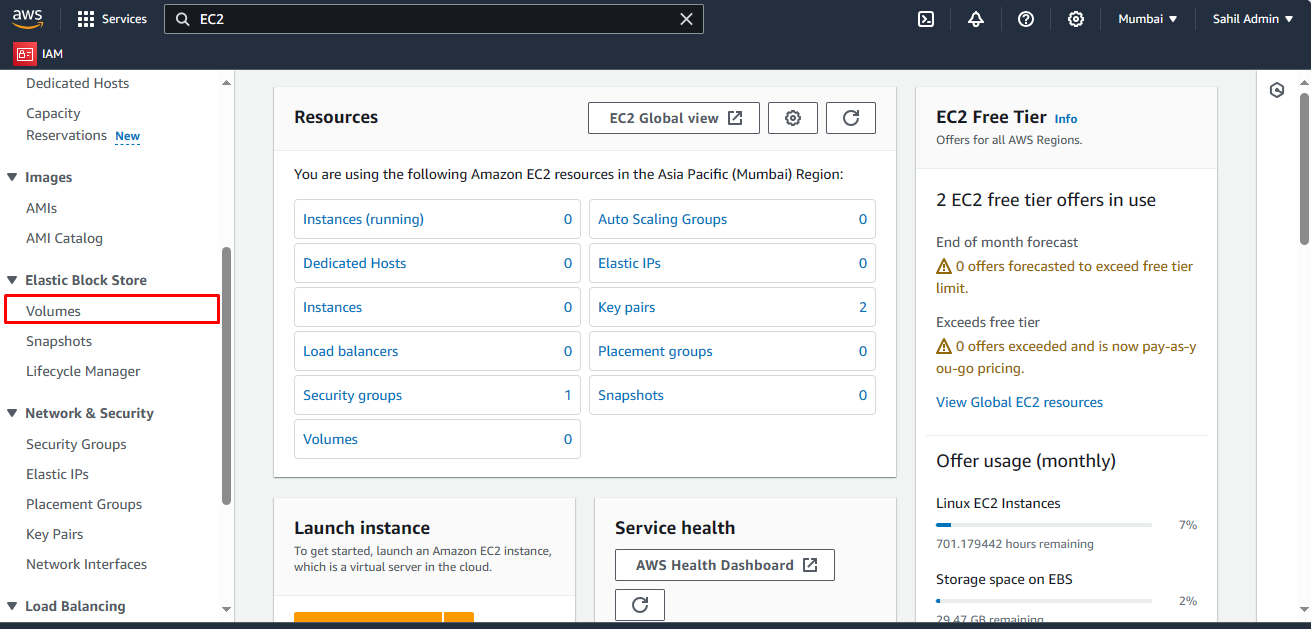 aws
Services
EC2
Mumbai
Sahil Admin
IAM
Dedicated Hosts
Capacity
Reservations New
Images
AMIs
AMI Catalog
Elastic Block Store
Volumes
Snapshots
Lifecycle Manager
Network & Security
Security Groups
Elastic IPs
Placement Groups
Key Pairs
Network Interfaces
Load Balancing
Resources
EC2 Global view
You are using the following Amazon EC2 resources in the Asia Pacific (Mumbai) Region:
Instances (running) 0
Auto Scaling Groups 0
Dedicated Hosts 0
Elastic IPs 0
Instances 0
Key pairs 2
Load balancers 0
Placement groups 0
Security groups 1
Snapshots 0
Volumes 0
Launch instance
To get started, launch an Amazon EC2 instance,
which is a virtual server in the cloud.
Service health
AWS Health Dashboard
EC2 Free Tier Info
Offers for all AWS Regions.
2 EC2 free tier offers in use
End of month forecast
0 offers forecasted to exceed free tier
limit.
Exceeds free tier
0 offers exceeded and is now pay-as-y
ou-go pricing.
View Global EC2 resources
Offer usage (monthly)
Linux EC2 Instances
7%
701.179442 hours remaining
Storage space on EBS
2%
29.47 GB remaining